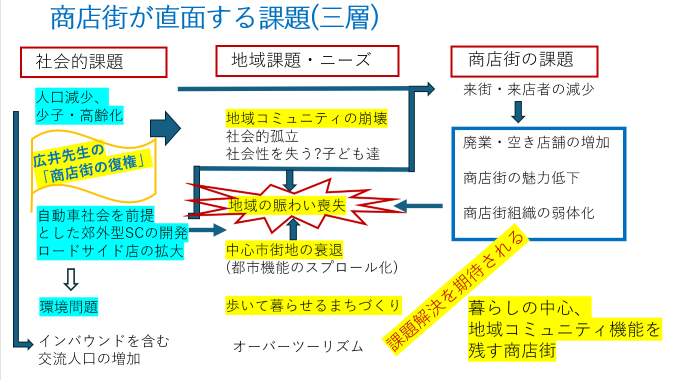 商店街が直面する課題(三層)
社会的課題
地域課題・ニーズ
商店街の課題
人口減少、
少子・高齢化
広井先生の
「商店街の復権」
自動車社会を前提
とした郊外型SCの開発
ロードサイド店の拡大
環境問題
インバウンドを含む
交流人口の増加
地域コミュニティの崩壊
社会的孤立
社会性を失う?子ども達
地域の賑わい喪失
中心市街地の衰退
(都市機能のスプロール化)
歩いて暮らせるまちづくり
オーバーツーリズム
来街・来店者の減少
廃業・空き店舗の増加
商店街の魅力低下
商店街組織の弱体化
課題解決を期待される
暮らしの中心、
地域コミュニティ機能を
残す商店街